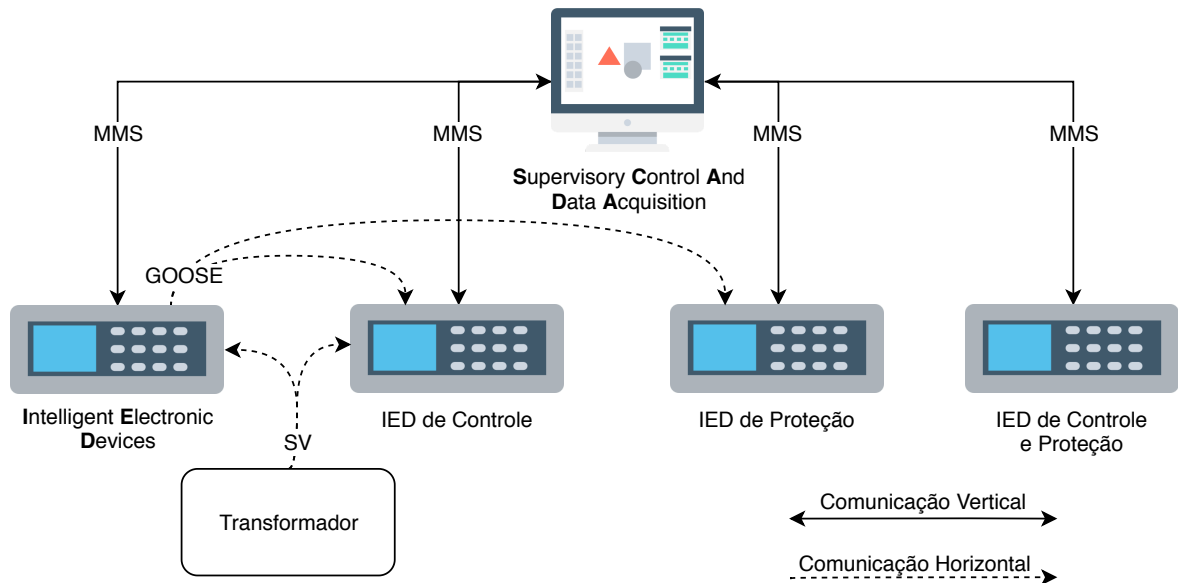 MMS
MMS
MMS
MMS
Supervisory Control And
Data Acquisition
GOOSE
Intelligent Electronic
Devices
IED de Controle
IED de Proteção
IED de Controle
e Proteção
SV
Transformador
Comunicação Vertical
Comunicação Horizontal